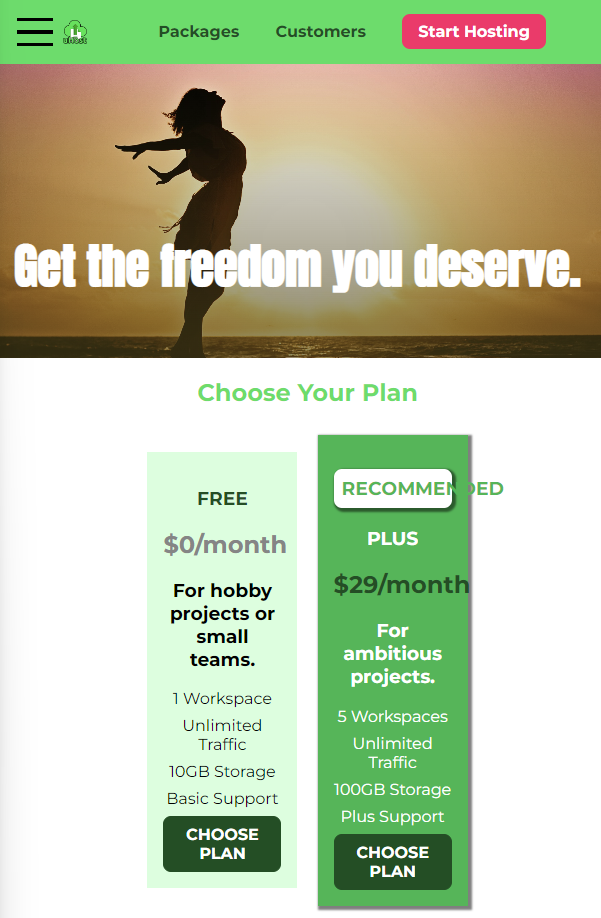 uHost
Packages
Customers
Start Hosting
Get the freedom you deserve.
Choose Your Plan
FREE
$0/month
For hobby
projects or
small
teams.
1 Workspace
Unlimited
Traffic
10GB Storage
Basic Support
CHOOSE
PLAN
RECOMMENDED
PLUS
$29/month
For
ambitious
projects.
5 Workspaces
Unlimited
Traffic
100GB Storage
Plus Support
CHOOSE
PLAN